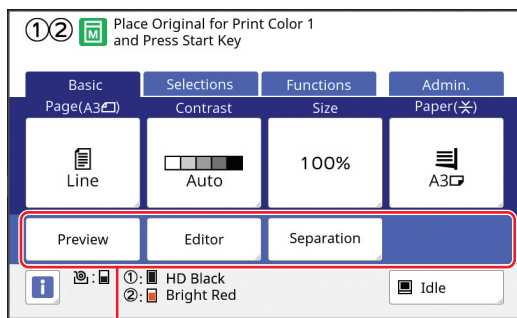 ①② M Place Original for Print Color 1
and Press Start Key
Basic Selections Functions Admin.
Page(A3) Contrast Size Paper(

)
Line Auto 100% A3
Preview Editor Separation
i : ①: HD Black
②: Bright Red
Idle